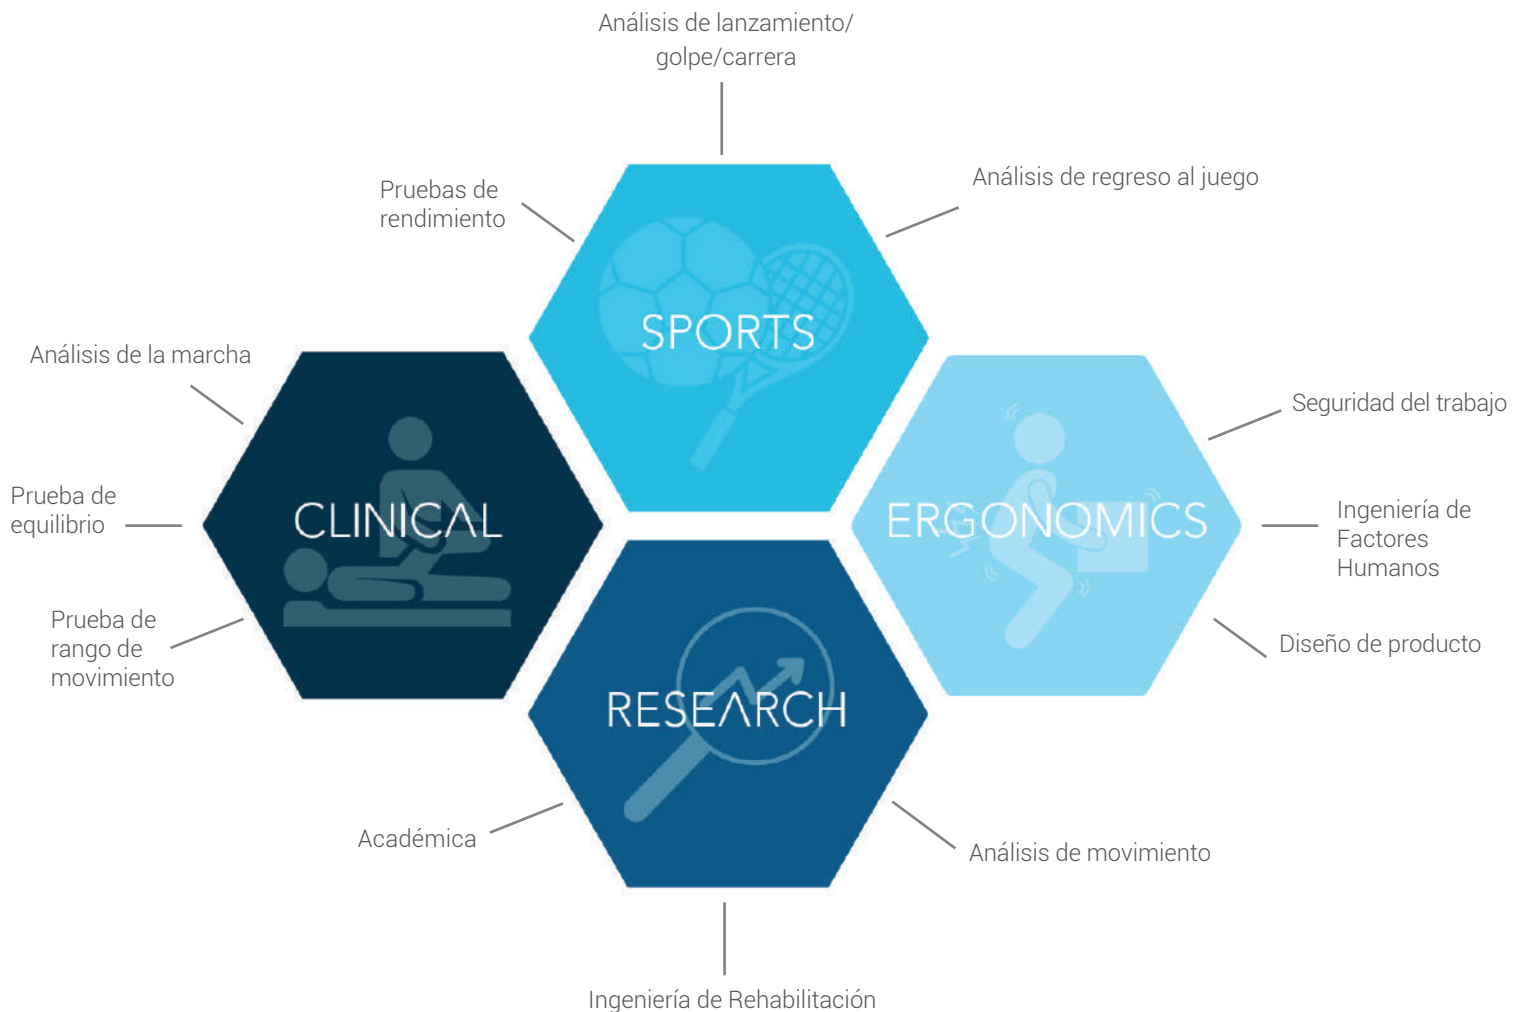 Análisis de lanzamiento/
golpe/carrera
Pruebas de
rendimiento
Análisis de regreso al juego
SPORTS
Análisis de la marcha
Prueba de
equilibrio
Prueba de
rango de
movimiento
CLINICAL
ERGONOMICS
Seguridad del trabajo
Ingeniería de
Factores
Humanos
Diseño de producto
RESEARCH
Académica
Análisis de movimiento
Ingeniería de Rehabilitación